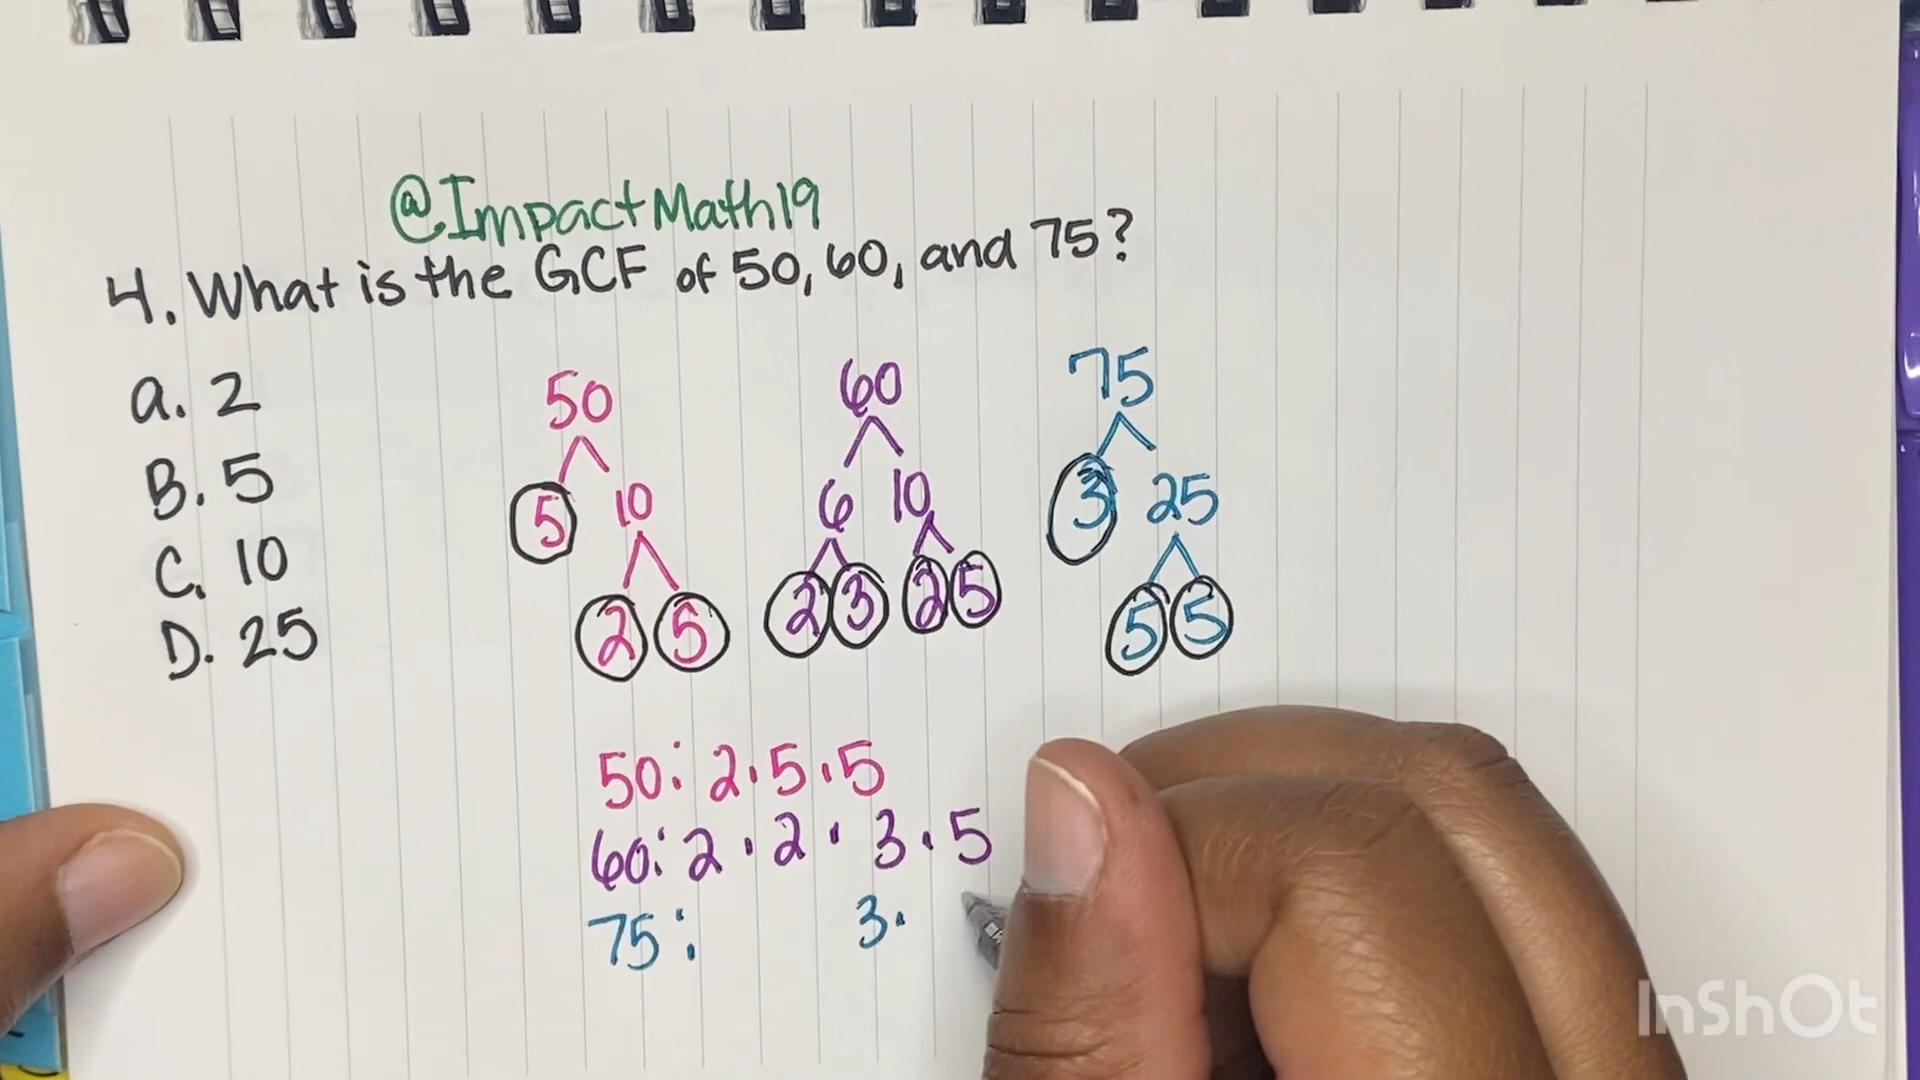 @ImpactMath19
4. What is the GCF of 50, 60, and 75?
a. 2
B. 5
C. 10
D. 25
50
5 10
2 5
60
6 10
2 3 2 5
75
3 25
5 5
50: 2·5·5
60: 2·2·3·5
75: 3·
InShOt